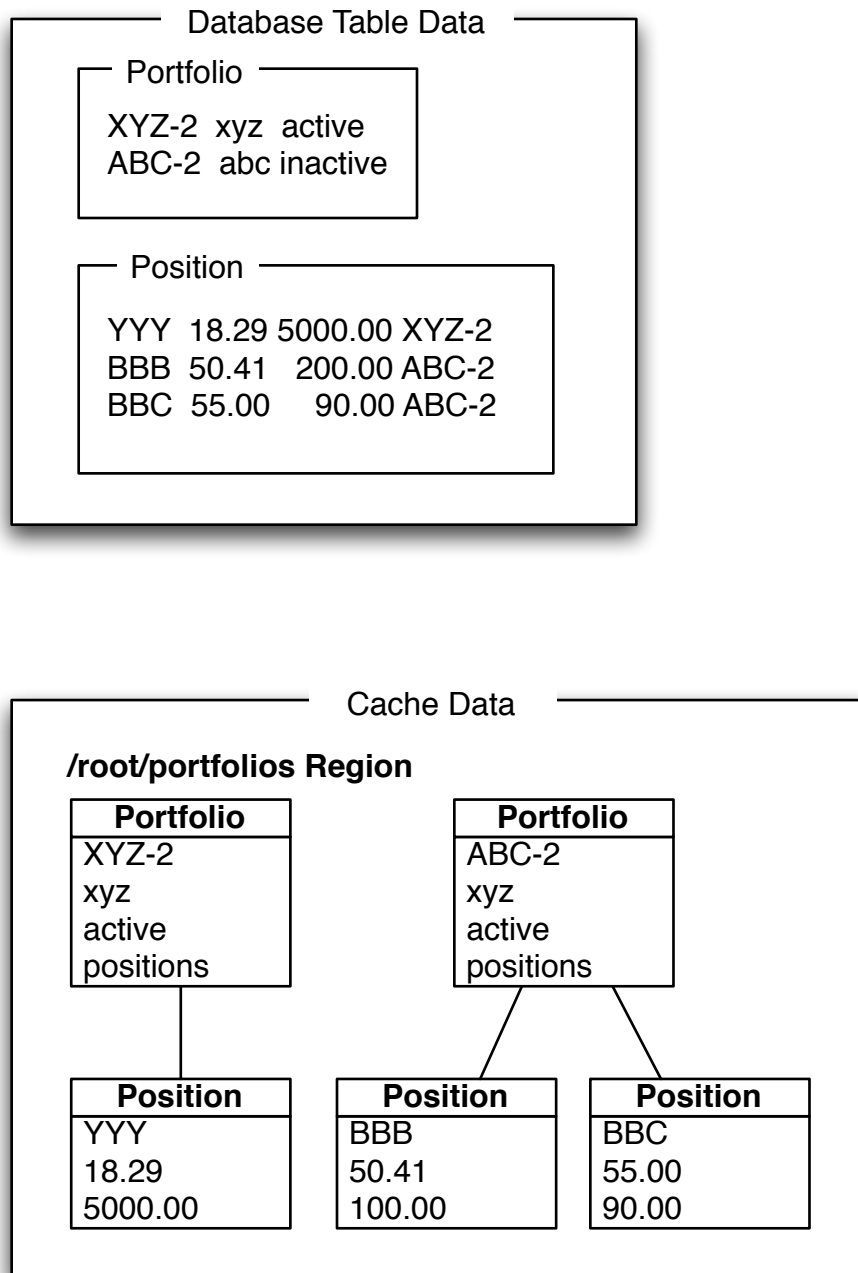 Database Table Data
Portfolio
XYZ-2 xyz active
ABC-2 abc inactive
Position
YYY 18.29 5000.00 XYZ-2
BBB 50.41 200.00 ABC-2
BBC 55.00 90.00 ABC-2
Cache Data
/root/portfolios Region
Portfolio
XYZ-2
xyz
active
positions
Portfolio
ABC-2
xyz
active
positions
Position
YYY
18.29
5000.00
Position
BBB
50.41
100.00
Position
BBC
55.00
90.00